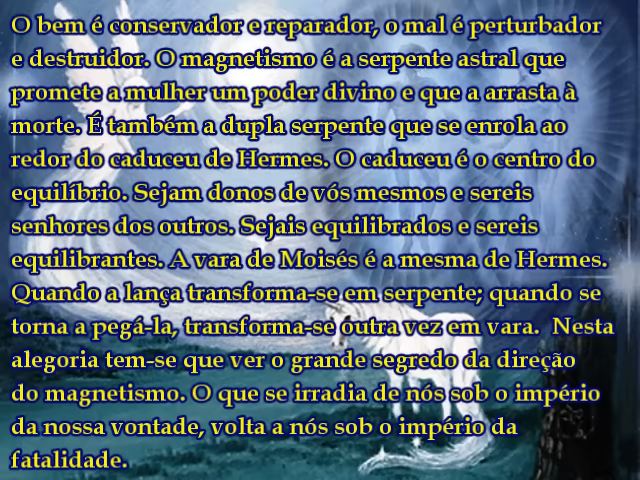 O bem é conservador e reparador, o mal é perturbador
e destruidor. O magnetismo é a serpente astral que
promete a mulher um poder divino e que a arrasta à
morte. É também a dupla serpente que se enrola ao
redor do caduceu de Hermes. O caduceu é o centro do
equilíbrio. Sejam donos de vós mesmos e sereis
senhores dos outros. Sejais equilibrados e sereis
equilibrantes. A vara de Moisés é a mesma de Hermes.
Quando a lança transforma-se em serpente; quando se
torna a pegá-la, transforma-se outra vez em vara. Nesta
alegoria tem-se que ver o grande segredo da direção
do magnetismo. O que se irradia de nós sob o império
da nossa vontade, volta a nós sob o império da
fatalidade.